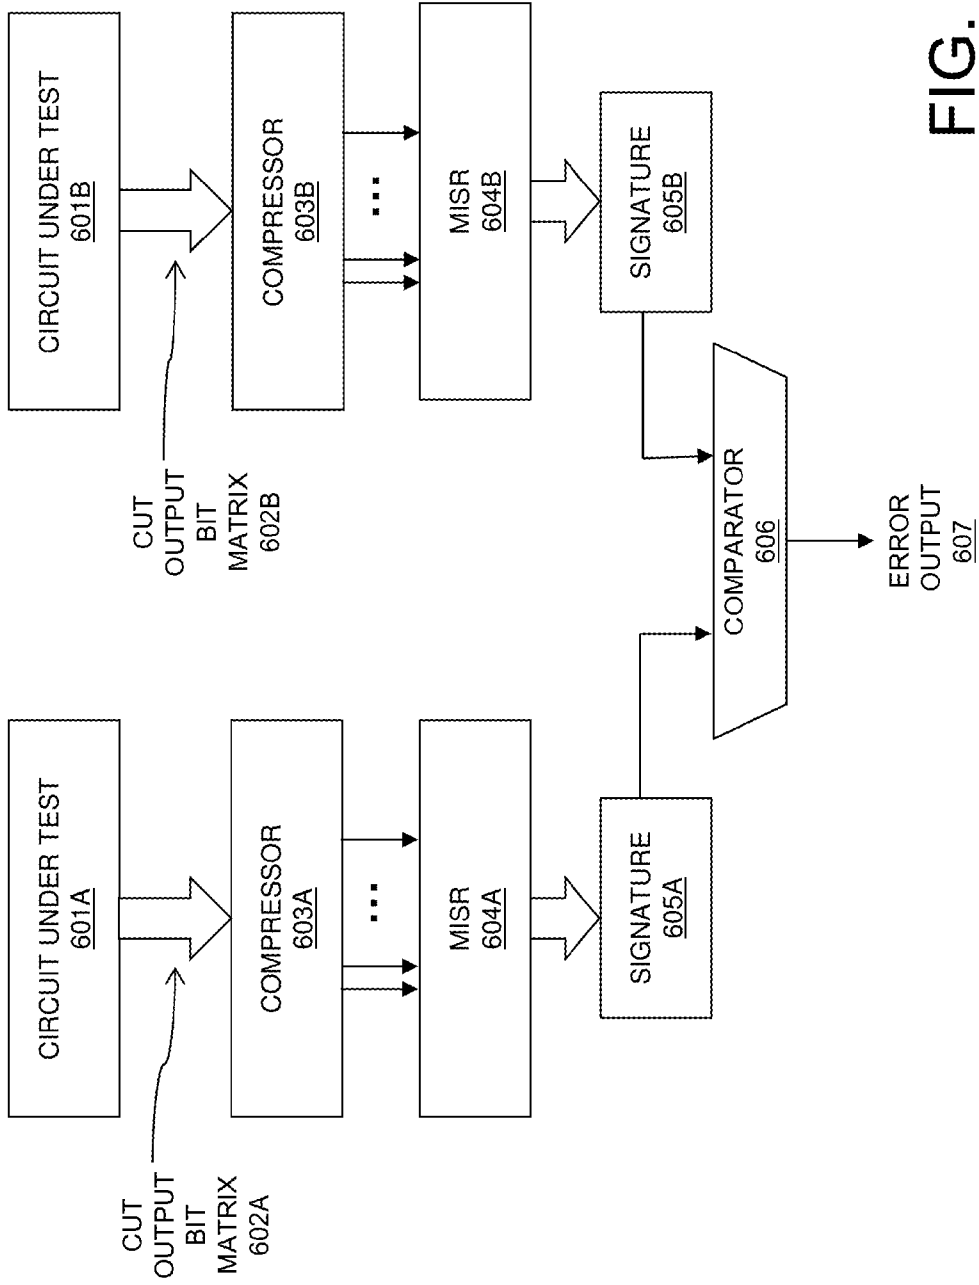 CIRCUIT UNDER TEST
601A
CUT
OUTPUT
BIT
MATRIX
602A
COMPRESSOR
603A
...
MISR
604A
SIGNATURE
605A
CIRCUIT UNDER TEST
601B
CUT
OUTPUT
BIT
MATRIX
602B
COMPRESSOR
603B
...
MISR
604B
SIGNATURE
605B
COMPARATOR
606
ERROR
OUTPUT
607
FIG.